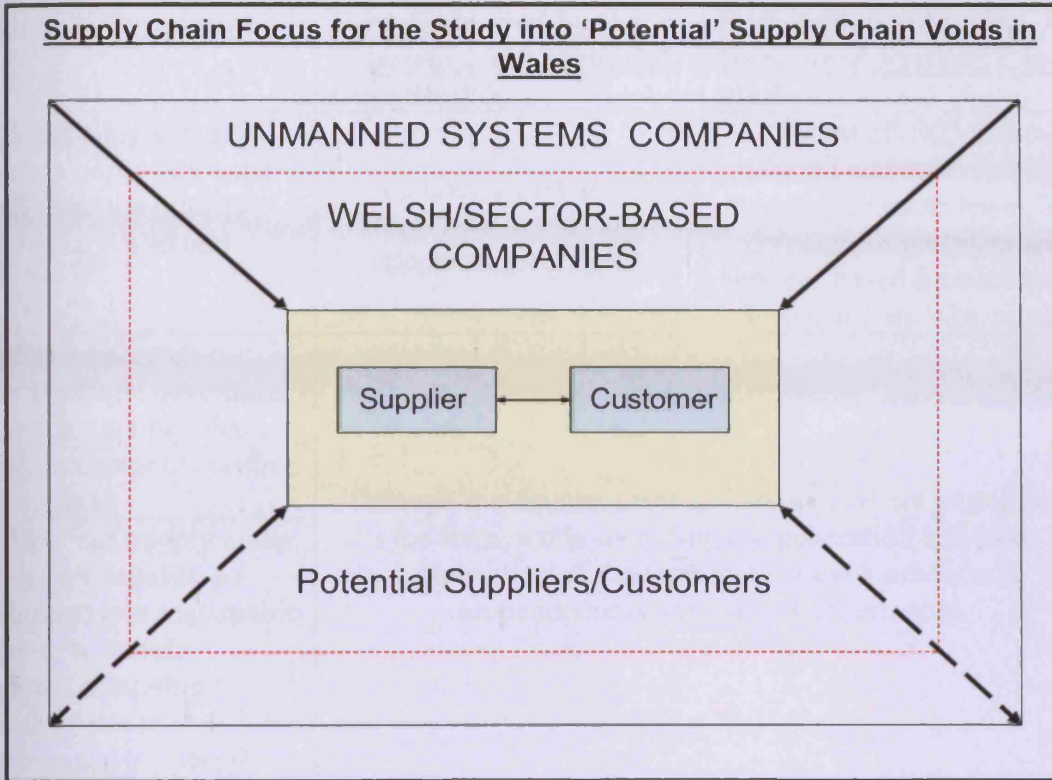 Supply Chain Focus for the Study into 'Potential' Supply Chain Voids in
Wales
UNMANNED SYSTEMS COMPANIES
WELSH/SECTOR-BASED
COMPANIES
Supplier
Customer
Potential Suppliers/Customers